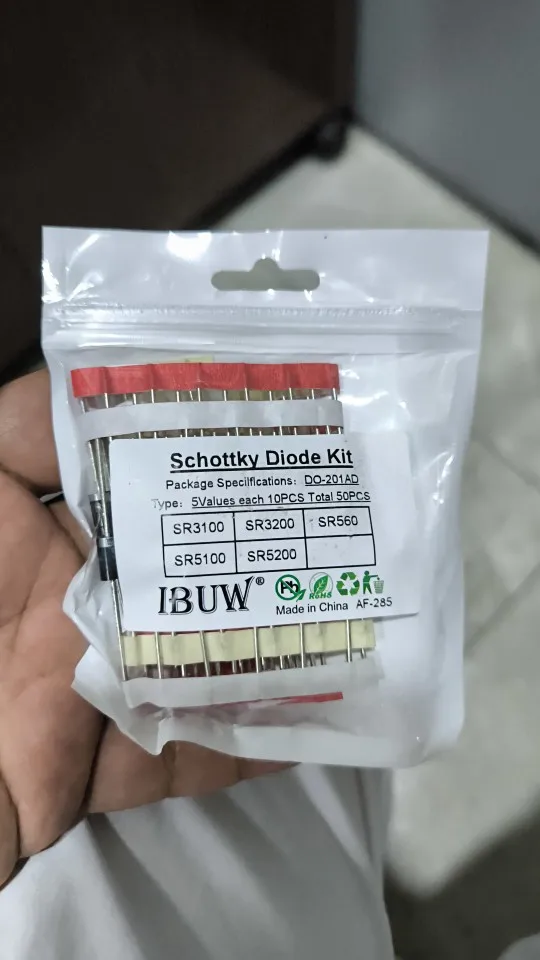 Schottky Diode Kit
Package Specifications: DO-201AD
Type: 5Values each 10PCS Total 50PCS
SR3100 SR3200 SR560
SR5100 SR5200
IBUW®
Pb
RoHS
Made in China AF-285